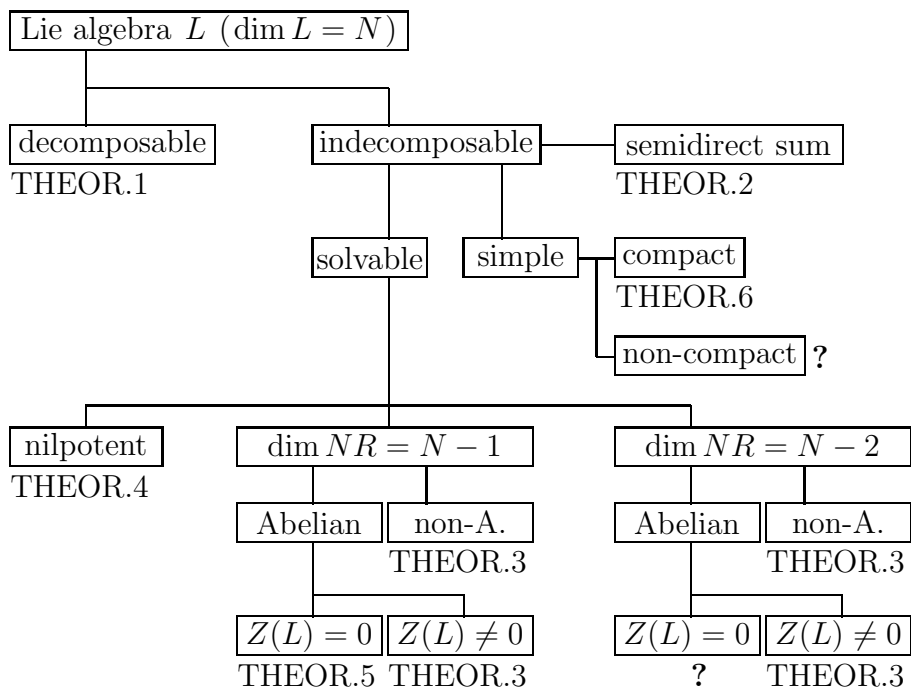 Lie algebra L (dim L = N)
decomposable indecomposable semidirect sum
THEOR.1 THEOR.2
solvable simple compact
THEOR.6
non-compact ?
nilpotent dim NR = N − 1 dim NR = N − 2
THEOR.4
Abelian non-A. Abelian non-A.
THEOR.3 THEOR.3
Z(L) = 0 Z(L) ≠ 0 Z(L) = 0 Z(L) ≠ 0
THEOR.5 THEOR.3 ? THEOR.3